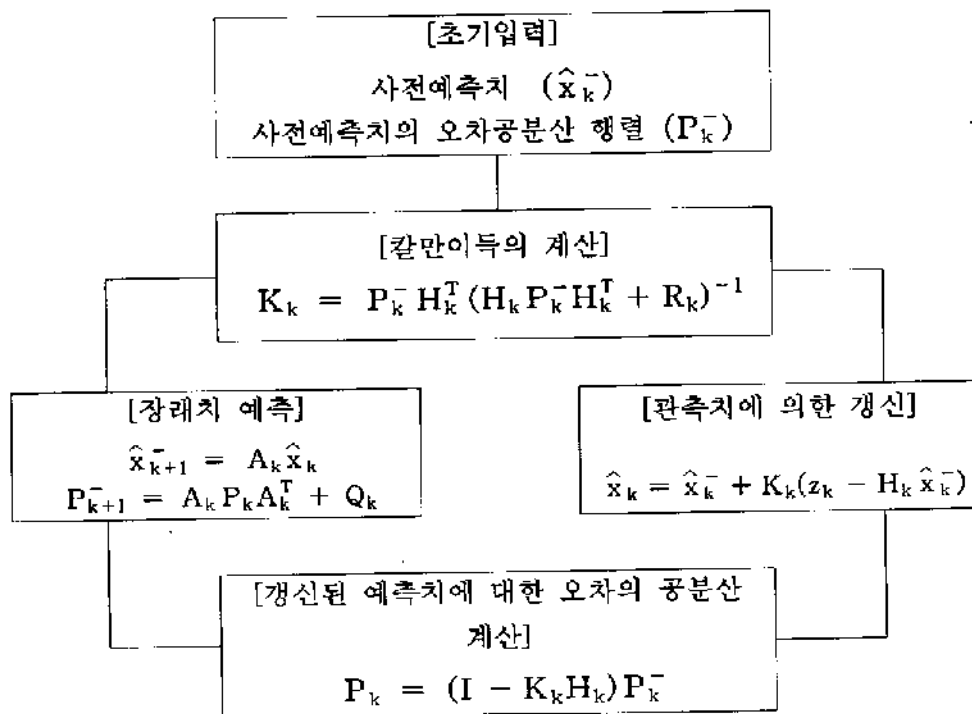 [초기입력]
사전예측치 (x̂ₖ⁻)
사전예측치의 오차공분산 행렬 (Pₖ⁻)
[칼만이득의 계산]
Kₖ = Pₖ⁻ Hₖᵀ (Hₖ Pₖ⁻ Hₖᵀ + Rₖ)⁻¹
[장래치 예측]
x̂ₖ₊₁⁻ = Aₖ x̂ₖ
Pₖ₊₁⁻ = Aₖ Pₖ Aₖᵀ + Qₖ
[관측치에 의한 갱신]
x̂ₖ = x̂ₖ⁻ + Kₖ(zₖ − Hₖ x̂ₖ⁻)
[갱신된 예측치에 대한 오차의 공분산
계산]
Pₖ = (I − KₖHₖ) Pₖ⁻